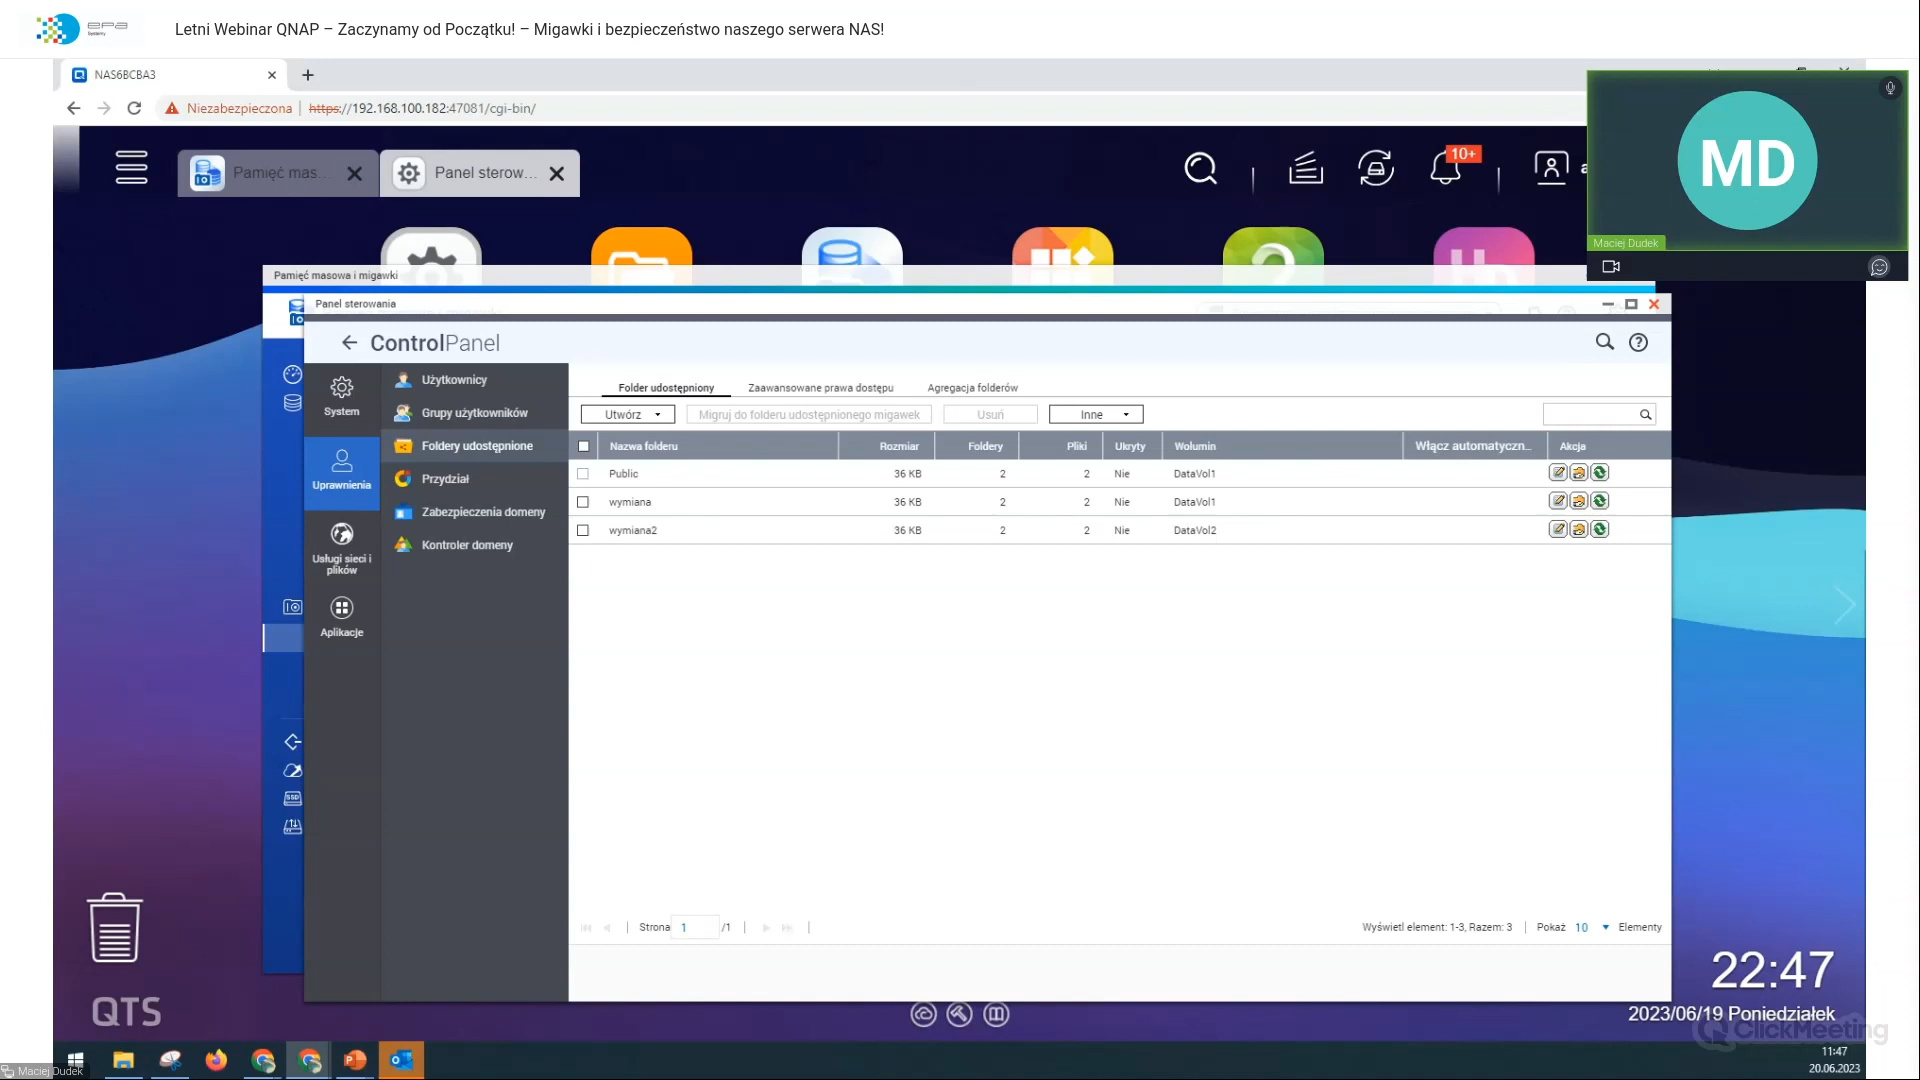 epa
Systemy
Letni Webinar QNAP – Zaczynamy od Początku! – Migawki i bezpieczeństwo naszego serwera NAS!
NAS6BCBA3
Niezabezpieczona
https://192.168.100.182:47081/cgi-bin/
Pamięć mas...
Panel sterow...
10+
MD
Maciej Dudek
Pamięć masowa i migawki
Panel sterowania
ControlPanel
System
Uprawnienia
Usługi sieci i
plików
Aplikacje
Użytkownicy
Grupy użytkowników
Foldery udostępnione
Przydział
Zabezpieczenia domeny
Kontroler domeny
Folder udostępniony
Zaawansowane prawa dostępu
Agregacja folderów
Utwórz
Migruj do folderu udostępnionego migawek
Usuń
Inne
Nazwa folderu Rozmiar Foldery Pliki Ukryty Wolumin Włącz automatyczn... Akcja
Public 36 KB 2 2 Nie DataVol1
wymiana 36 KB 2 2 Nie DataVol1
wymiana2 36 KB 2 2 Nie DataVol2
Strona 1 /1
Wyświetl element: 1-3, Razem: 3
Pokaż 10 Elementy
QTS
22:47
2023/06/19 Poniedziałek
ClickMeeting
11:47
20.06.2023
Maciej Dudek